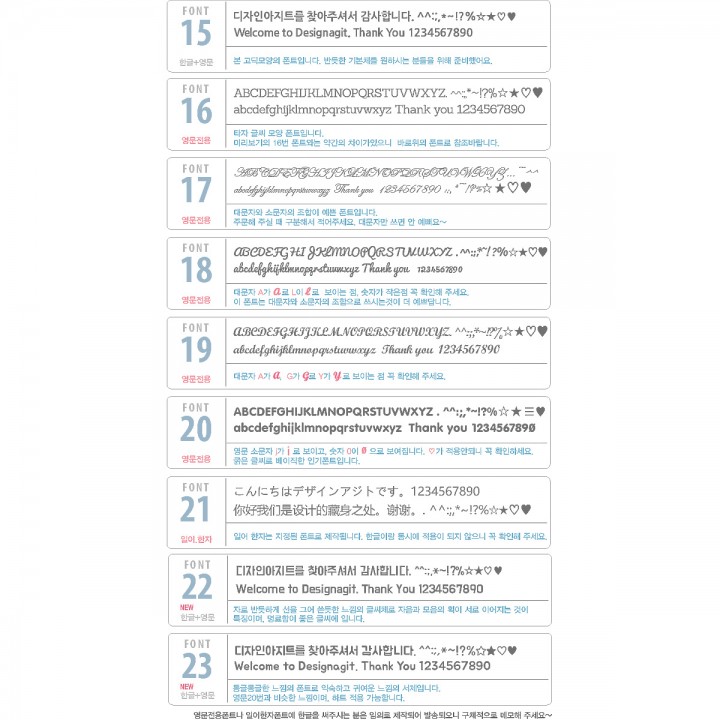 FONT
15
한글+영문
디자인아지트를 찾아주셔서 감사합니다. ^^:;,*~!?%☆★♡♥
Welcome to Designagit, Thank You 1234567890
본 고딕모양의 폰트입니다. 반듯한 기본체를 원하시는 분들을 위해 준비했어요.
FONT
16
영문전용
ABCDEFGHIJKLMNOPQRSTUVWXYZ. ^^:;,*~!?%☆★♡♥
abcdefghijklmnopqrstuvwxyz Thank you 1234567890
타자 글씨 모양 폰트입니다.
미리보기의 16번 폰트와는 약간의 차이가있으니 바로위의 폰트로 참조바랍니다.
FONT
17
영문전용
ABCDEFGHIJKLMNOPQRSTUVWXYZ...~^^
abcdefghijklmnopqrstuvwxyz Thank you 1234567890 :;,*~!?%☆★♡♥
대문자와 소문자의 조합이 예쁜 폰트입니다.
주문해 주실 때 구분해서 적어주세요. 대문자만 쓰면 안 예뻐요~
FONT
18
영문전용
ABCDEFGHIJKLMNOPQRSTUVWXYZ .^^:;,*~!?%☆★♡♥
abcdefghijklmnopqrstuvwxyz Thank you 1234567890
대문자 A가 a로 L이 l로 보이는 점, 숫자가 작은점 꼭 확인해 주세요.
이 폰트는 대문자와 소문자의 조합으로 쓰시는것이 더 예쁘답니다.
FONT
19
영문전용
ABCDEFGHIJKLMNOPQRSTUVWXYZ. ^^:;,*~!?%☆★♡♥
abcdefghijklmnopqrstuvwxyz Thank you 1234567890
대문자 A가 a, G가 G로 Y가 y로 보이는 점 꼭 확인해 주세요.
FONT
20
영문전용
ABCDEFGHIJKLMNOPQRSTUVWXYZ . ^^:;,*~!?%☆★☰♥
abcdefghijklmnopqrstuvwxyz Thank you 123456789Ø
영문 소문자 j가 j 로 보이고, 숫자 0이 Ø 으로 보여집니다. ♡가 적용안되니 꼭 확인하세요.
굵은 글씨로 베이직한 인기폰트입니다.
FONT
21
일어,한자
こんにちはデザインアジトです。1234567890
你好我们是设计的藏身之处。谢谢。. ^^:;,*~!?%☆★♡♥
일어 한자는 지정된 폰트로 제작됩니다. 한글이랑 동시에 적용이 되지 않으니 꼭 확인해 주세요.
FONT
22
NEW
한글+영문
디자인아지트를 찾아주셔서 감사합니다. ^^:;,*~!?%☆★♡♥
Welcome to Designagit, Thank You 1234567890
자로 반듯하게 선을 그어 쓴듯한 느낌의 글씨체로 자음과 모음의 획이 서로 이어지는 것이
특징이며, 명료함이 좋은 글씨에 입니다.
FONT
23
NEW
한글+영문
디자인아지트를 찾아주셔서 감사합니다. ^^:;,*~!?%☆★♡♥
Welcome to Designagit, Thank You 1234567890
동글동글한 느낌의 폰트로 익숙하고 귀여운 느낌의 서체입니다.
영문20번과 비슷한 느낌이며, 하트 적용 가능합니다.
영문전용폰트나 일어한자폰트에 한글을 써주시는 분은 임의로 제작되어 발송되오니 구체적으로 메모해 주세요~